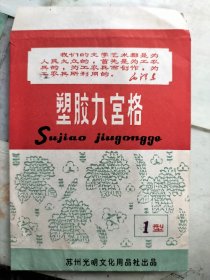 我们的文学艺术都是为
人民大众的，首先是为工农
兵的，为工农兵而创作，为
工农兵所利用的。
毛泽东
塑胶九宫格
Sujiao jiugongge
1型
苏州光明文化用品社出品